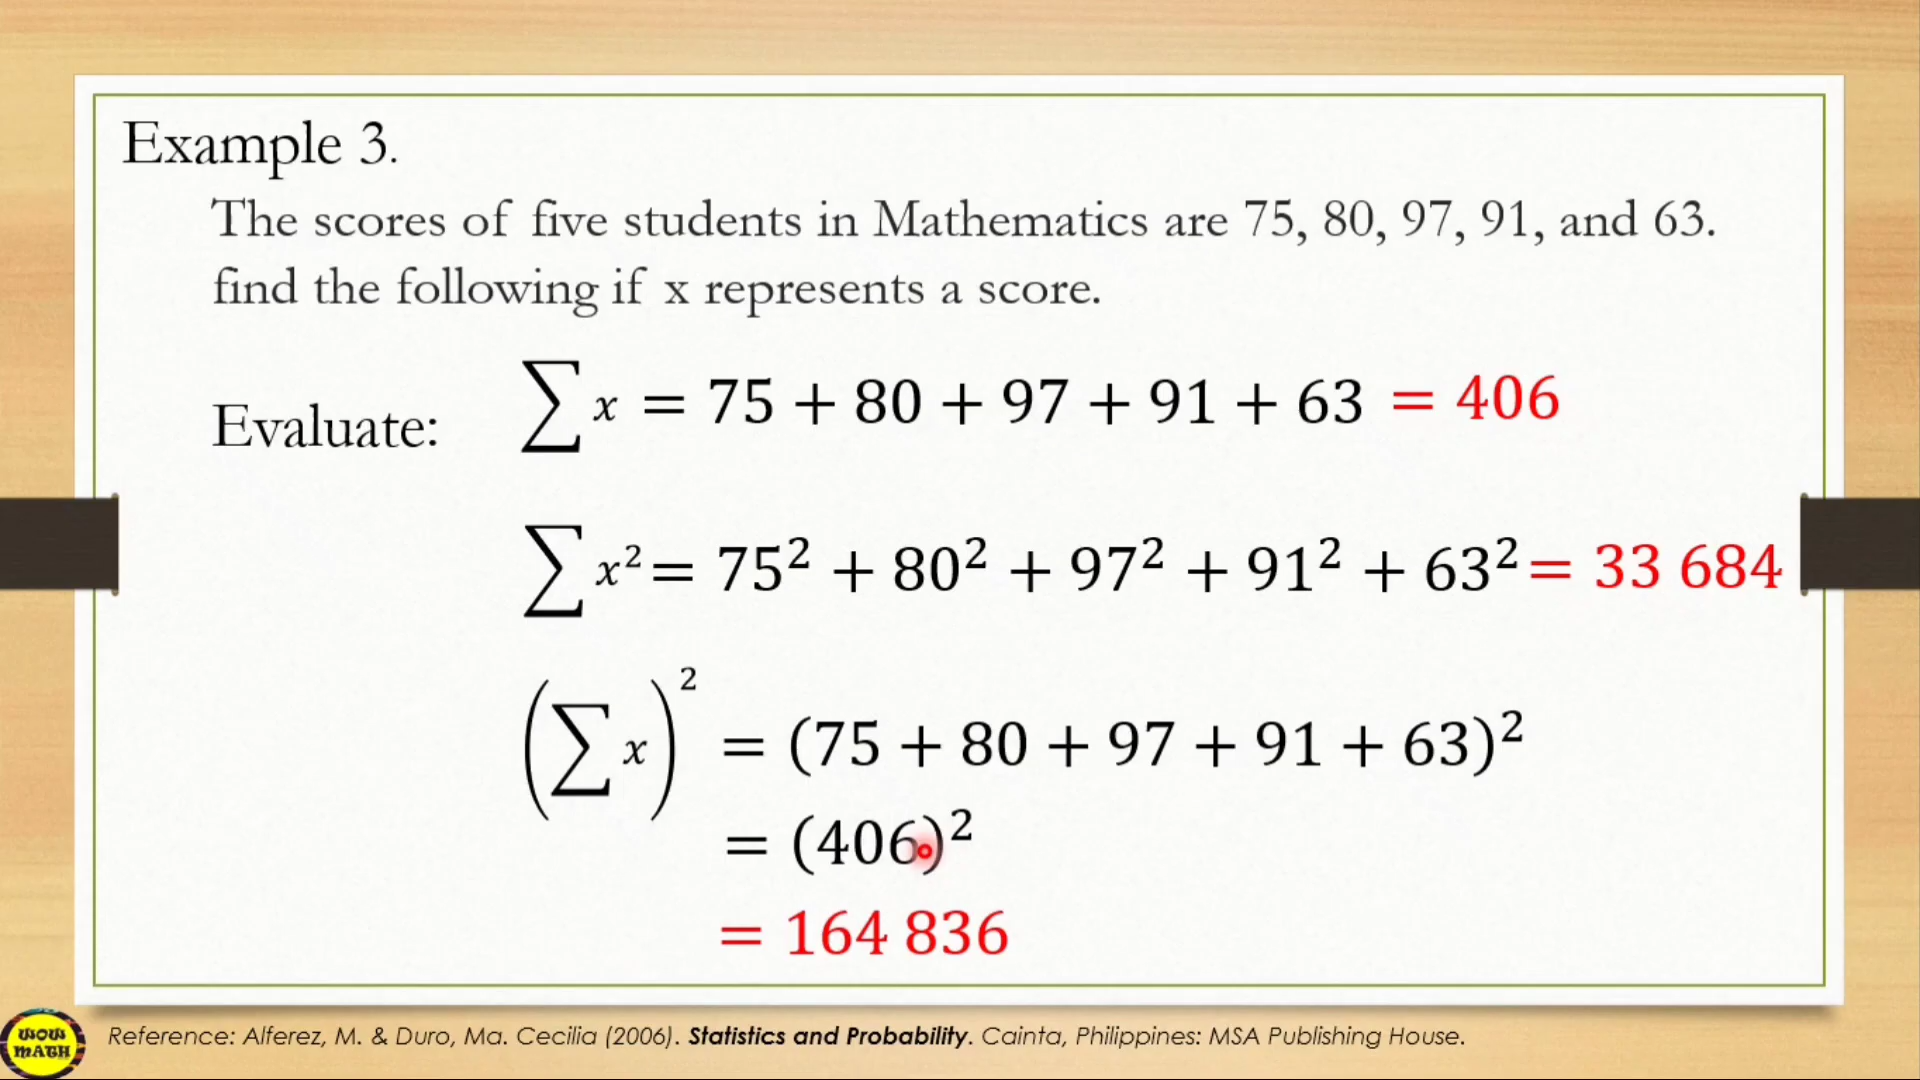 Example 3.
The scores of five students in Mathematics are 75, 80, 97, 91, and 63.
find the following if x represents a score.
Evaluate:
∑ x = 75 + 80 + 97 + 91 + 63 = 406
∑ x² = 75² + 80² + 97² + 91² + 63² = 33 684
(∑ x)² = (75 + 80 + 97 + 91 + 63)²
= (406)²
= 164 836
WOW MATH
Reference: Alferez, M. & Duro, Ma. Cecilia (2006). Statistics and Probability. Cainta, Philippines: MSA Publishing House.